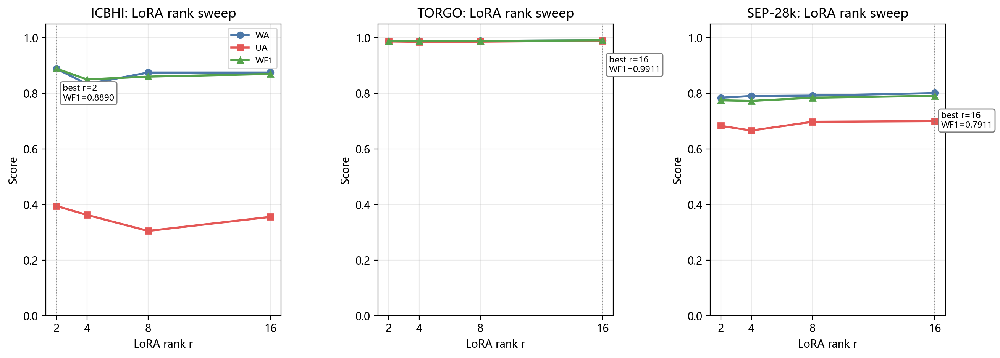 ICBHI: LoRA rank sweep
1.0
0.8
0.6
0.4
0.2
0.0
Score
2 4 8 16
LoRA rank r
WA
UA
WF1
best r=2
WF1=0.8890
TORGO: LoRA rank sweep
1.0
0.8
0.6
0.4
0.2
0.0
Score
2 4 8 16
LoRA rank r
best r=16
WF1=0.9911
SEP-28k: LoRA rank sweep
1.0
0.8
0.6
0.4
0.2
0.0
Score
2 4 8 16
LoRA rank r
best r=16
WF1=0.7911